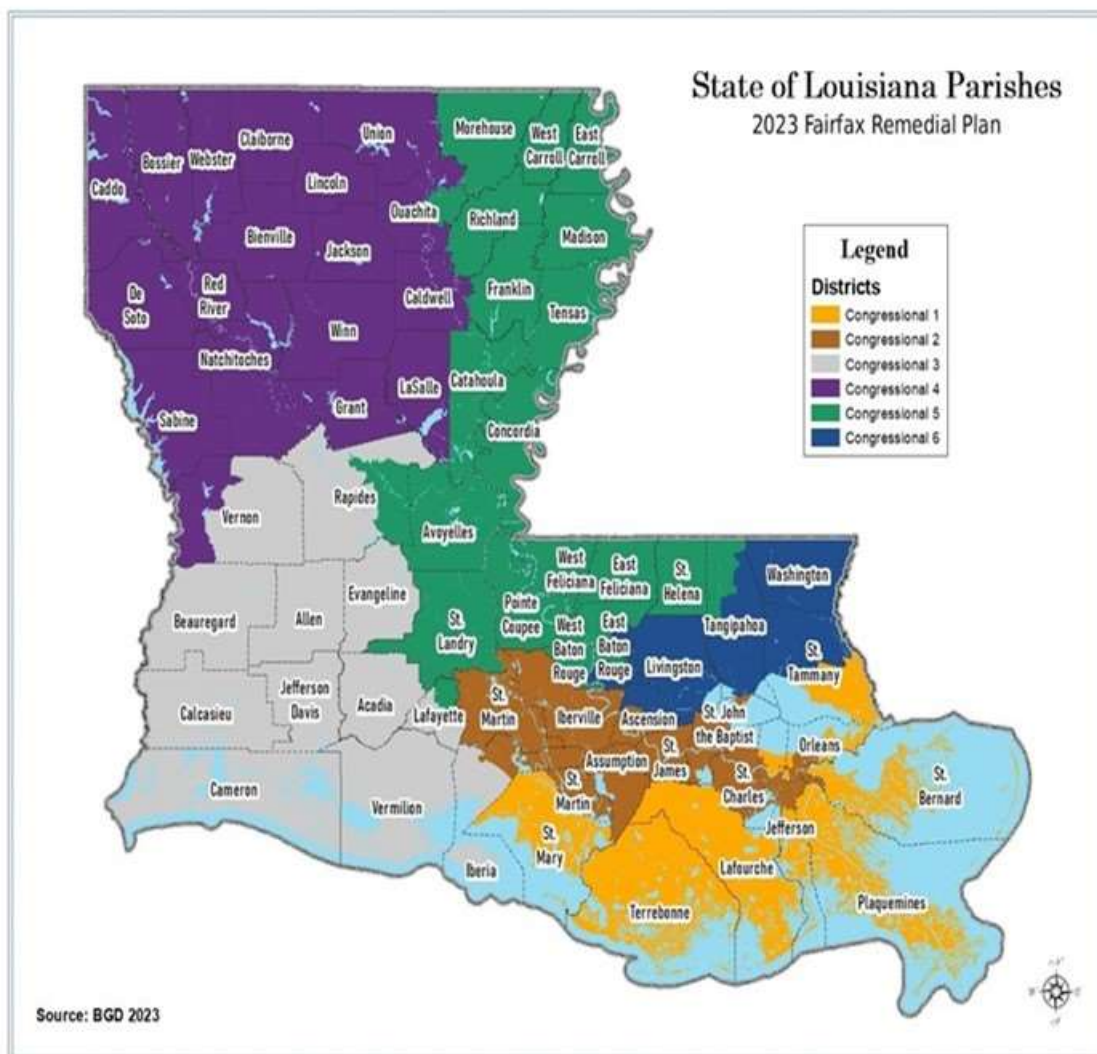 State of Louisiana Parishes
2023 Fairfax Remedial Plan
Legend
Districts
Congressional 1
Congressional 2
Congressional 3
Congressional 4
Congressional 5
Congressional 6
Caddo
Bossier
Webster
Claiborne
Union
Lincoln
Morehouse
West
Carroll
East
Carroll
Ouachita
Richland
Madison
Bienville
Jackson
De
Soto
Red
River
Caldwell
Franklin
Tensas
Winn
Natchitoches
Sabine
Grant
LaSalle
Catahoula
Concordia
Vernon
Rapides
Avoyelles
Beauregard
Allen
Evangeline
St.
Landry
Pointe
Coupee
West
Feliciana
East
Feliciana
St.
Helena
Washington
Tangipahoa
West
Baton
Rouge
East
Baton
Rouge
Livingston
St.
Tammany
Calcasieu
Jefferson
Davis
Acadia
Lafayette
St.
Martin
Iberville
Ascension
St. John
the Baptist
Orleans
Cameron
Vermilion
Iberia
St.
Martin
Assumption
St.
James
St.
Charles
St.
Bernard
Jefferson
St.
Mary
Lafourche
Terrebonne
Plaquemines
Source: BGD 2023